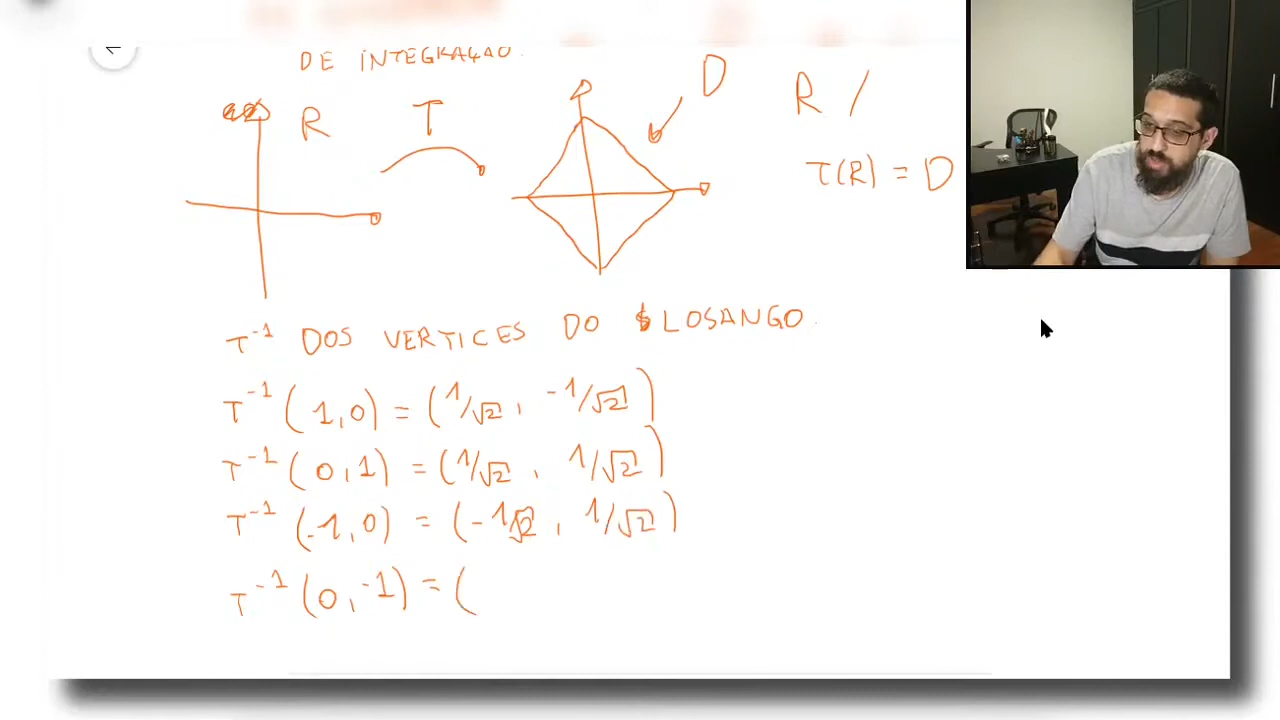 DE INTEGRAÇÃO.
R T D R /
T(R) = D
T⁻¹ DOS VERTICES DO LOSANGO.
T⁻¹ (1,0) = (1/√2, -1/√2)
T⁻¹ (0,1) = (1/√2, 1/√2)
T⁻¹ (-1,0) = (-1/√2, 1/√2)
T⁻¹ (0,-1) = (